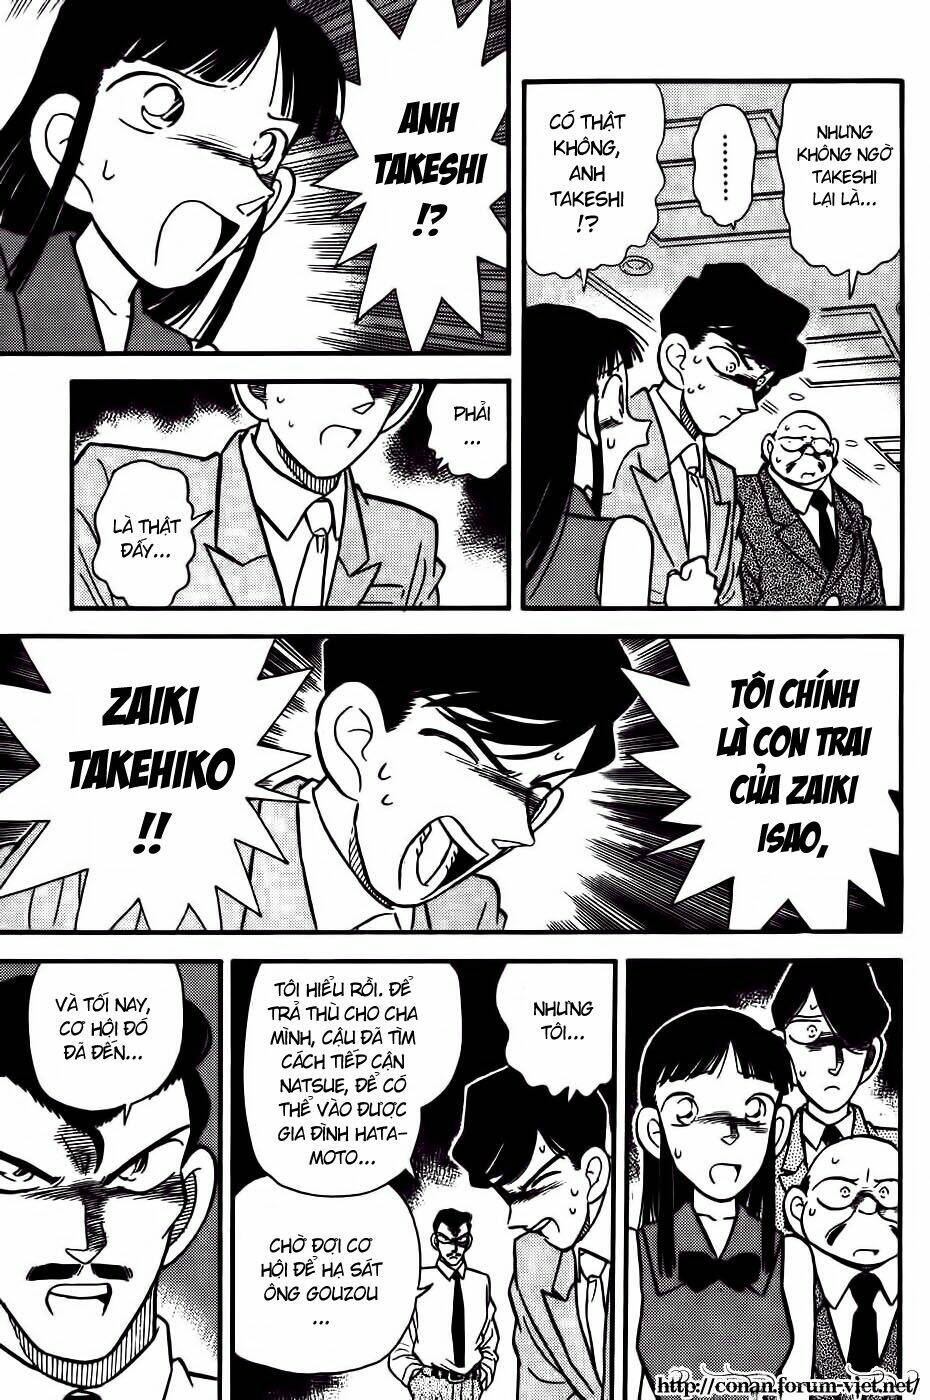 NHƯNG
KHÔNG NGỜ
TAKESHI
LẠI LÀ...
.........
CÓ THẬT
KHÔNG,
ANH
TAKESHI
!?
ANH
TAKESHI
!?
PHẢI
...
LÀ THẬT
ĐẤY...
TÔI CHÍNH
LÀ CON TRAI
CỦA ZAIKI
ISAO,
ZAIKI
TAKEHIKO
!!
NHƯNG
TÔI...
TÔI HIỂU RỒI. ĐỂ
TRẢ THÙ CHO CHA
MÌNH, CẬU ĐÃ TÌM
CÁCH TIẾP CẬN
NATSUE, ĐỂ CÓ
THỂ VÀO ĐƯỢC
GIA ĐÌNH HATA-
MOTO...
CHỜ ĐỢI CƠ
HỘI ĐỂ HẠ SÁT
ÔNG GOUZOU
...
VÀ TỐI NAY,
CƠ HỘI ĐÓ
ĐÃ ĐẾN...
http://conan.forum-viet.net/